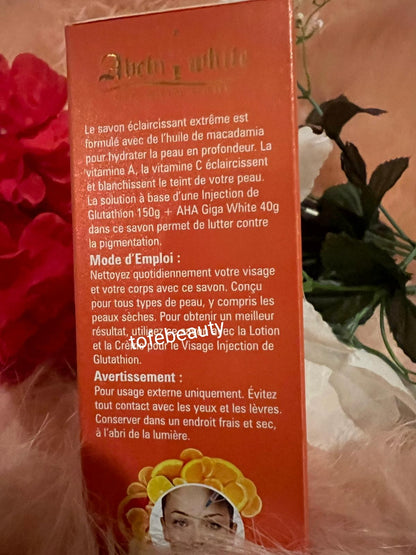 white
Le savon éclaircissant extrême est
formulé avec de l'huile de macadamia
pour hydrater la peau en profondeur. La
vitamine A, la vitamine C éclaircissent
et blanchissent le teint de votre peau.
La solution à base d'une Injection de
Glutathion 150g + AHA Giga White 40g
dans ce savon permet de lutter contre
la pigmentation.
Mode d'Emploi :
Nettoyez quotidiennement votre visage
et votre corps avec ce savon. Conçu
pour tous types de peau, y compris les
peaux sèches. Pour obtenir un meilleur
résultat, avec la Lotion
tofebeauty
et la Crème pour le Visage Injection de
Glutathion.
Avertissement :
Pour usage externe uniquement. Évitez
tout contact avec les yeux et les lèvres.
Conserver dans un endroit frais et sec,
à l'abri de la lumière.